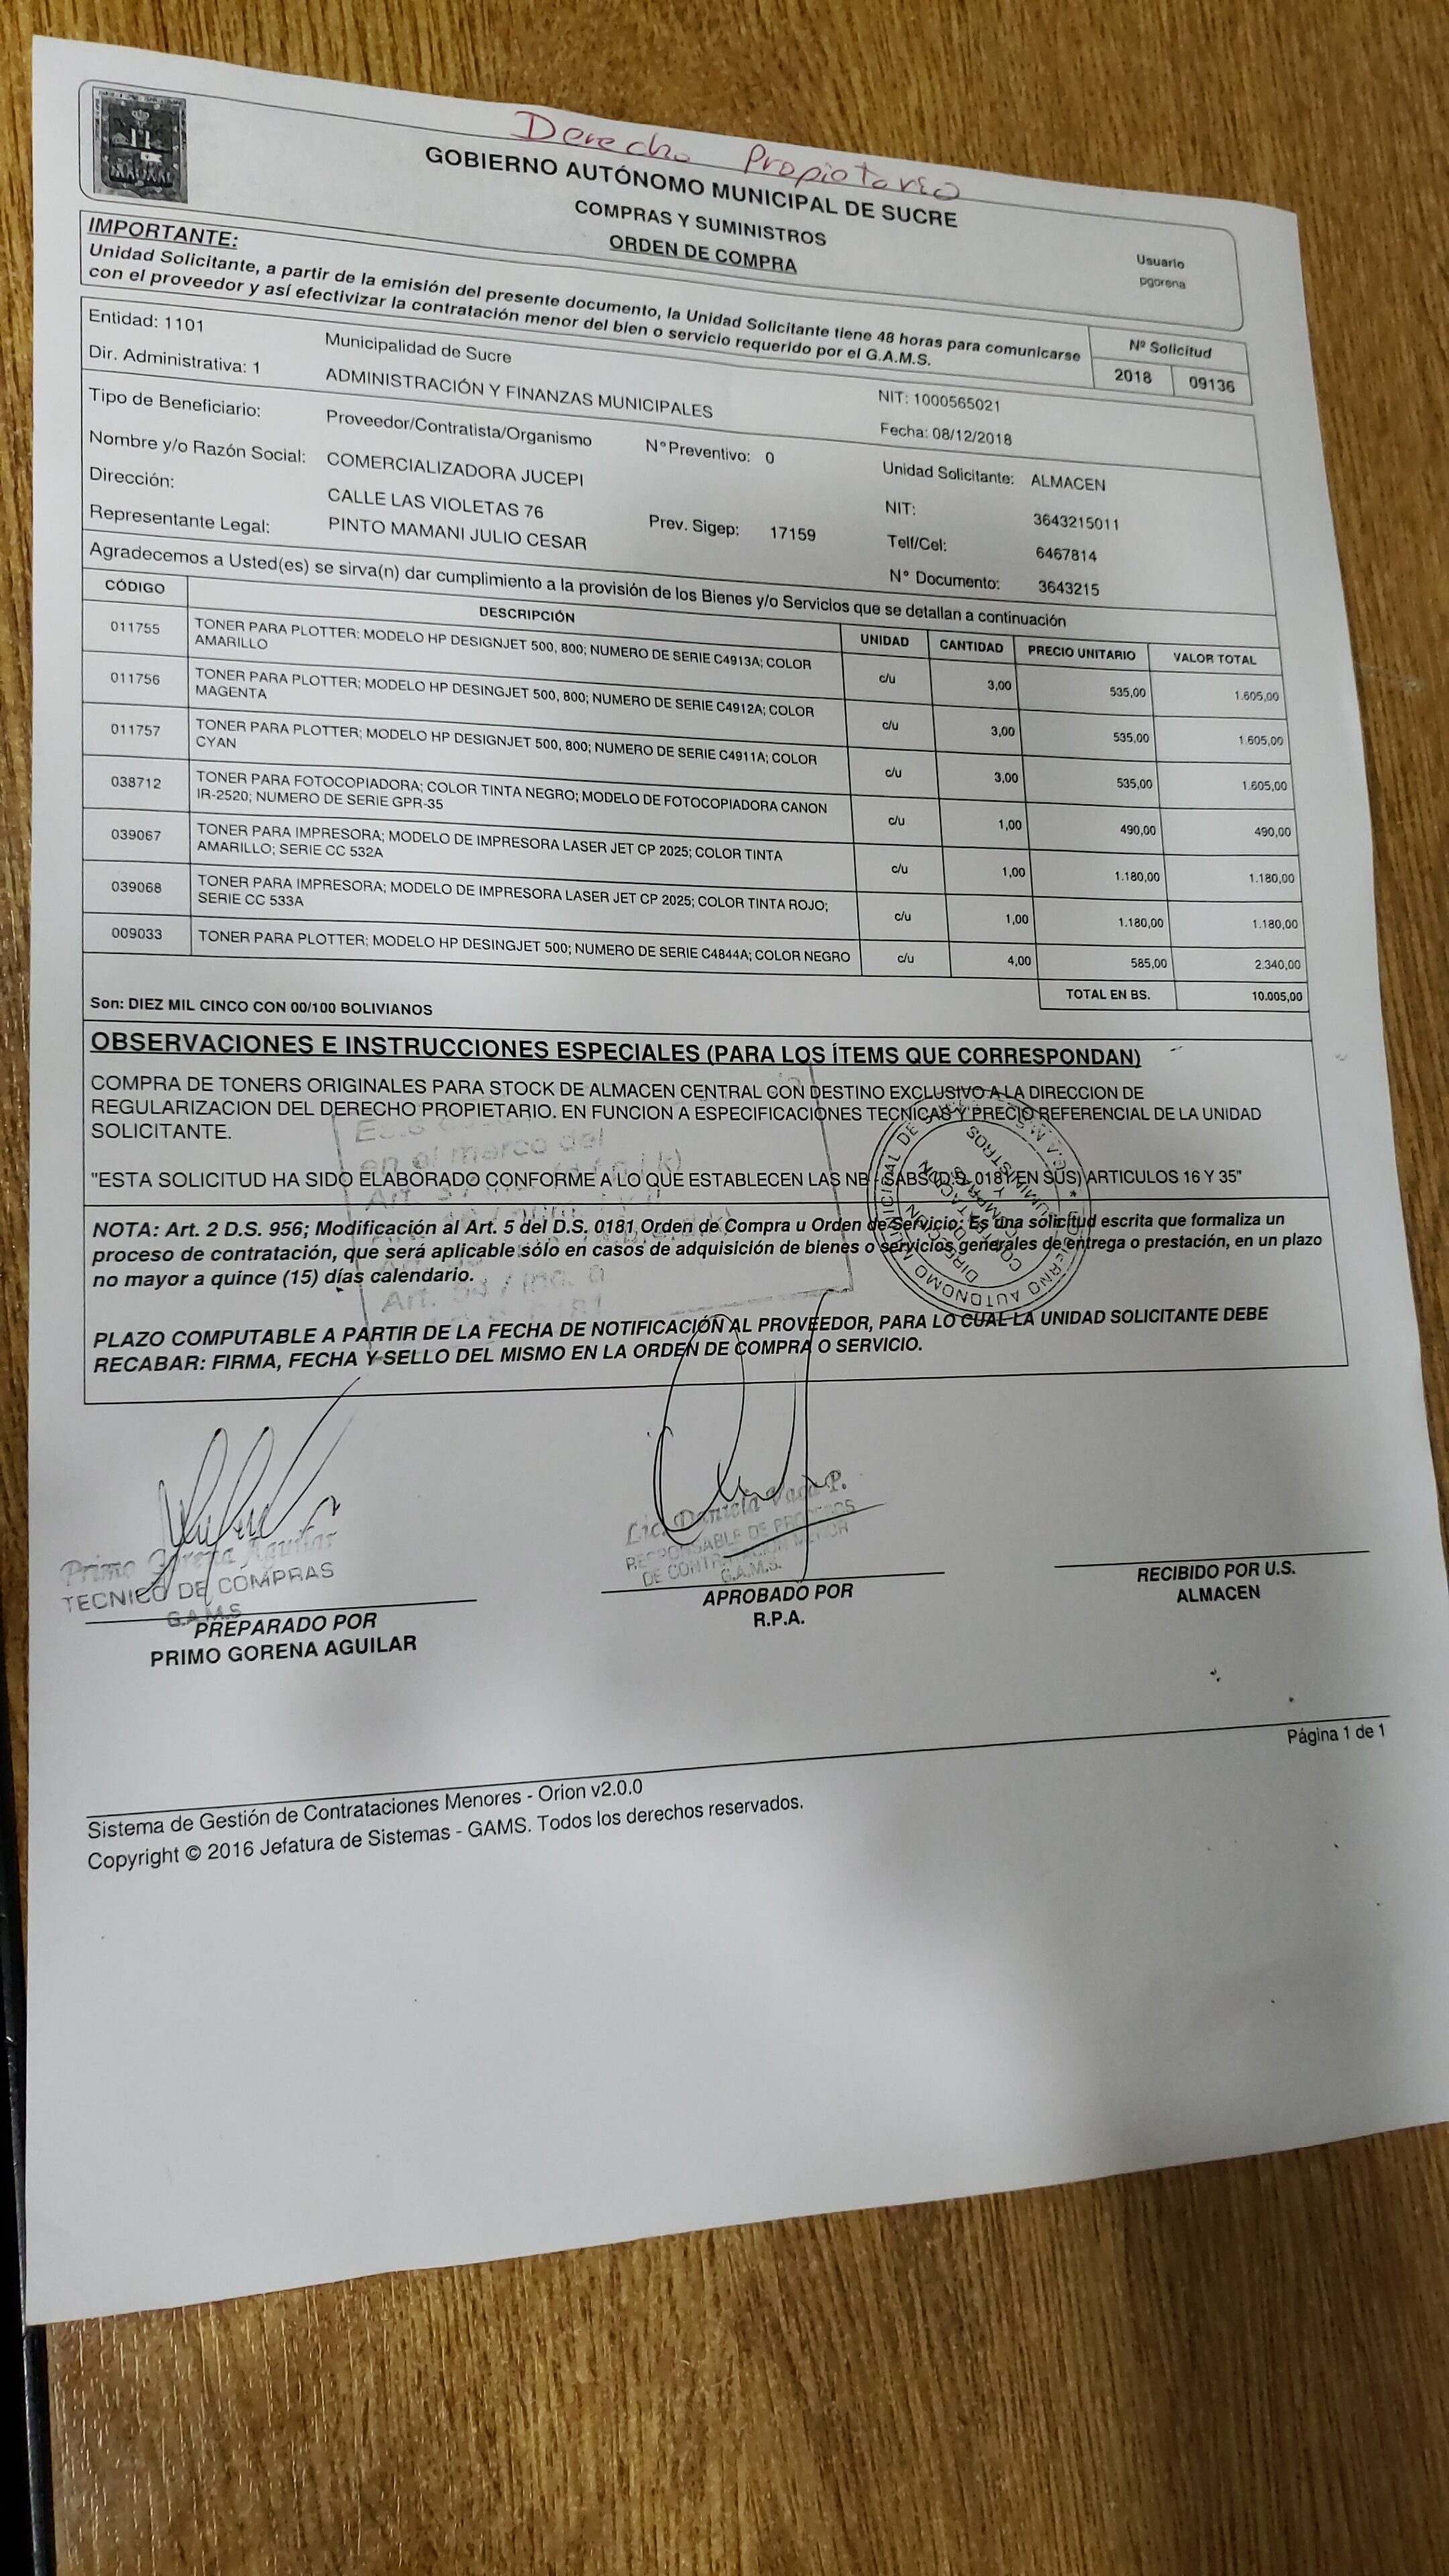 Derecho Propietario
GOBIERNO AUTÓNOMO MUNICIPAL DE SUCRE
COMPRAS Y SUMINISTROS
ORDEN DE COMPRA
Usuario
pgorena
IMPORTANTE:
Unidad Solicitante, a partir de la emisión del presente documento, la Unidad Solicitante tiene 48 horas para comunicarse
con el proveedor y así efectivizar la contratación menor del bien o servicio requerido por el G.A.M.S.
Nº Solicitud
2018 09136
Entidad: 1101 Municipalidad de Sucre NIT: 1000565021
Dir. Administrativa: 1 ADMINISTRACIÓN Y FINANZAS MUNICIPALES Fecha: 08/12/2018
Tipo de Beneficiario: Proveedor/Contratista/Organismo N°Preventivo: 0 Unidad Solicitante: ALMACEN
Nombre y/o Razón Social: COMERCIALIZADORA JUCEPI NIT: 3643215011
Dirección: CALLE LAS VIOLETAS 76 Prev. Sigep: 17159 Telf/Cel: 6467814
Representante Legal: PINTO MAMANI JULIO CESAR N° Documento: 3643215
Agradecemos a Usted(es) se sirva(n) dar cumplimiento a la provisión de los Bienes y/o Servicios que se detallan a continuación
CÓDIGO DESCRIPCIÓN UNIDAD CANTIDAD PRECIO UNITARIO VALOR TOTAL
011755 TONER PARA PLOTTER; MODELO HP DESIGNJET 500, 800; NUMERO DE SERIE C4913A; COLOR
AMARILLO c/u 3,00 535,00 1.605,00
011756 TONER PARA PLOTTER; MODELO HP DESINGJET 500, 800; NUMERO DE SERIE C4912A; COLOR
MAGENTA c/u 3,00 535,00 1.605,00
011757 TONER PARA PLOTTER; MODELO HP DESIGNJET 500, 800; NUMERO DE SERIE C4911A; COLOR
CYAN c/u 3,00 535,00 1.605,00
038712 TONER PARA FOTOCOPIADORA; COLOR TINTA NEGRO; MODELO DE FOTOCOPIADORA CANON
IR-2520; NUMERO DE SERIE GPR-35 c/u 1,00 490,00 490,00
039067 TONER PARA IMPRESORA; MODELO DE IMPRESORA LASER JET CP 2025; COLOR TINTA
AMARILLO; SERIE CC 532A c/u 1,00 1.180,00 1.180,00
039068 TONER PARA IMPRESORA; MODELO DE IMPRESORA LASER JET CP 2025; COLOR TINTA ROJO;
SERIE CC 533A c/u 1,00 1.180,00 1.180,00
009033 TONER PARA PLOTTER; MODELO HP DESINGJET 500; NUMERO DE SERIE C4844A; COLOR NEGRO c/u 4,00 585,00 2.340,00
TOTAL EN BS. 10.005,00
Son: DIEZ MIL CINCO CON 00/100 BOLIVIANOS
OBSERVACIONES E INSTRUCCIONES ESPECIALES (PARA LOS ÍTEMS QUE CORRESPONDAN)
COMPRA DE TONERS ORIGINALES PARA STOCK DE ALMACEN CENTRAL CON DESTINO EXCLUSIVO A LA DIRECCION DE
REGULARIZACION DEL DERECHO PROPIETARIO. EN FUNCION A ESPECIFICACIONES TECNICAS Y PRECIO REFERENCIAL DE LA UNIDAD
SOLICITANTE.
en el marco del
"ESTA SOLICITUD HA SIDO ELABORADO CONFORME A LO QUE ESTABLECEN LAS NB - SABS (D.S. 0181 EN SUS) ARTICULOS 16 Y 35"
NOTA: Art. 2 D.S. 956; Modificación al Art. 5 del D.S. 0181 Orden de Compra u Orden de Servicio: Es una solicitud escrita que formaliza un
proceso de contratación, que será aplicable sólo en casos de adquisición de bienes o servicios generales de entrega o prestación, en un plazo
no mayor a quince (15) días calendario.
PLAZO COMPUTABLE A PARTIR DE LA FECHA DE NOTIFICACIÓN AL PROVEEDOR, PARA LO CUAL LA UNIDAD SOLICITANTE DEBE
RECABAR: FIRMA, FECHA Y SELLO DEL MISMO EN LA ORDEN DE COMPRA O SERVICIO.
Primo Gorena Aguilar
TECNICO DE COMPRAS
G.A.M.S
PREPARADO POR
PRIMO GORENA AGUILAR
Lic. Daniela Vaca P.
RESPONSABLE DE PROCESOS
DE CONTRATACION MENOR
G.A.M.S.
APROBADO POR
R.P.A.
RECIBIDO POR U.S.
ALMACEN
Página 1 de 1
Sistema de Gestión de Contrataciones Menores - Orion v2.0.0
Copyright © 2016 Jefatura de Sistemas - GAMS. Todos los derechos reservados.